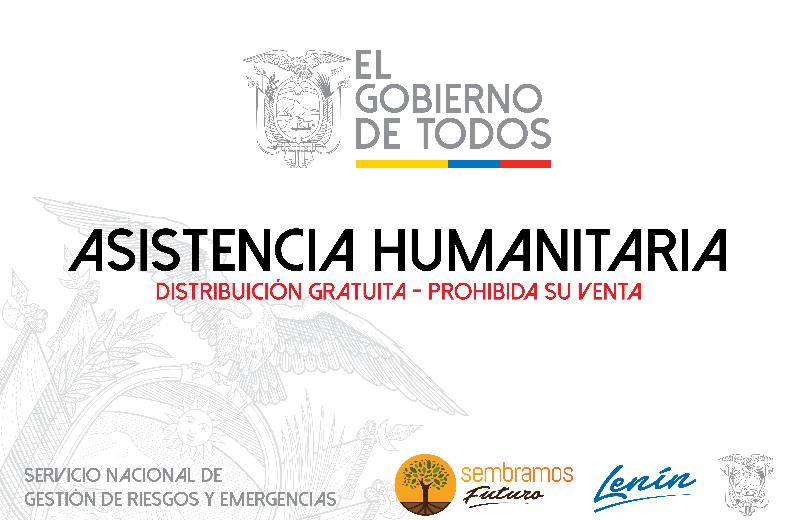 EL
GOBIERNO
DE TODOS
ASISTENCIA HUMANITARIA
DISTRIBUICIÓN GRATUITA - PROHIBIDA SU VENTA
SERVICIO NACIONAL DE
GESTIÓN DE RIESGOS Y EMERGENCIAS
sembramos
Futuro
Lenín